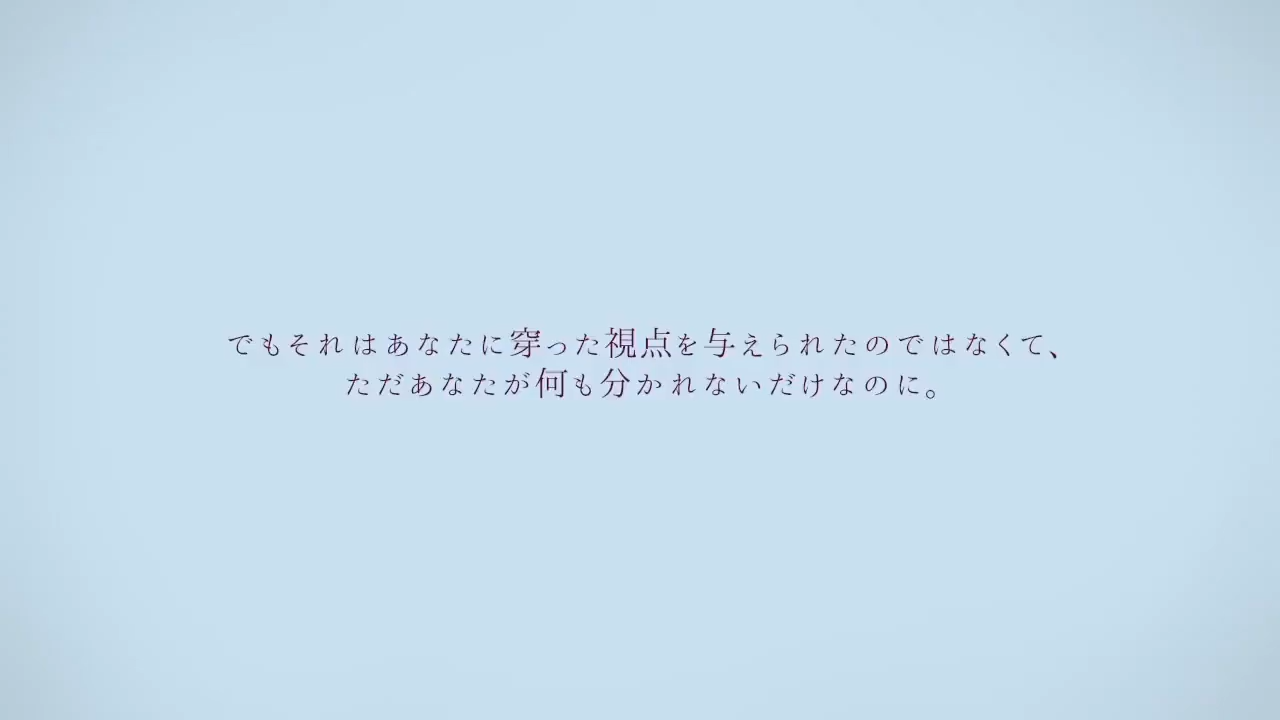 でもそれはあなたに穿った視点を与えられたのではなくて、
ただあなたが何も分かれないだけなのに。